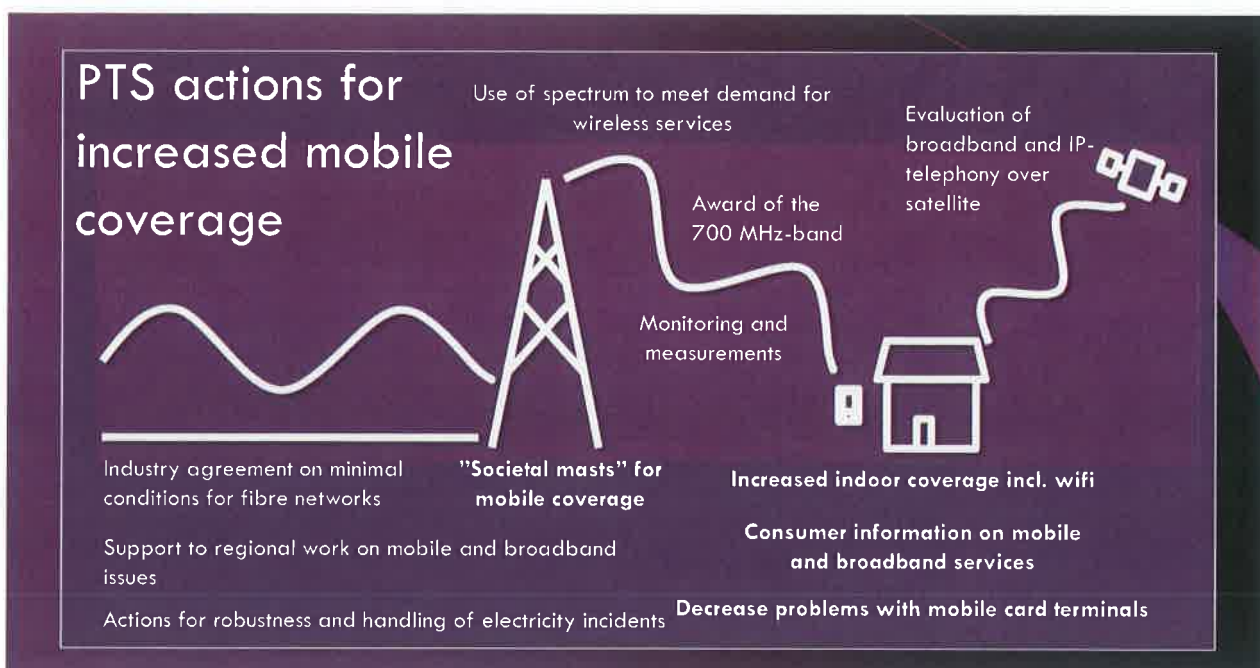 PTS actions for
increased mobile
coverage
Use of spectrum to meet demand for
wireless services
Evaluation of
broadband and IP-
telephony over
satellite
Award of the
700 MHz-band
Monitoring and
measurements
Industry agreement on minimal
conditions for fibre networks
"Societal masts" for
mobile coverage
Increased indoor coverage incl. wifi
Support to regional work on mobile and broadband
issues
Consumer information on mobile
and broadband services
Actions for robustness and handling of electricity incidents
Decrease problems with mobile card terminals